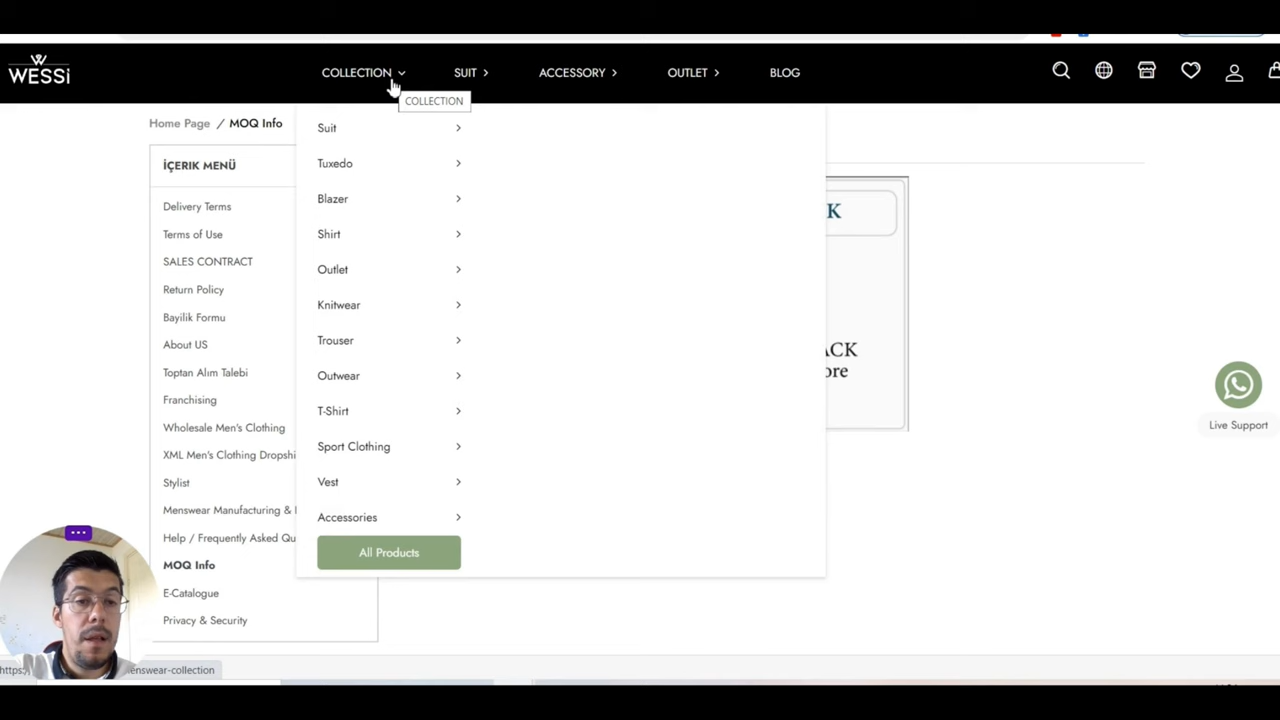 WESSi
COLLECTION
SUIT
ACCESSORY
OUTLET
BLOG
COLLECTION
Home Page / MOQ Info
İÇERIK MENÜ
Delivery Terms
Terms of Use
SALES CONTRACT
Return Policy
Bayilik Formu
About US
Toptan Alım Talebi
Franchising
Wholesale Men's Clothing
XML Men's Clothing Dropshi
Stylist
Menswear Manufacturing &
Help / Frequently Asked Qu
MOQ Info
E-Catalogue
Privacy & Security
Suit
Tuxedo
Blazer
Shirt
Outlet
Knitwear
Trouser
Outwear
T-Shirt
Sport Clothing
Vest
Accessories
All Products
K
ACK
ore
Live Support
https:/
enswear-collection